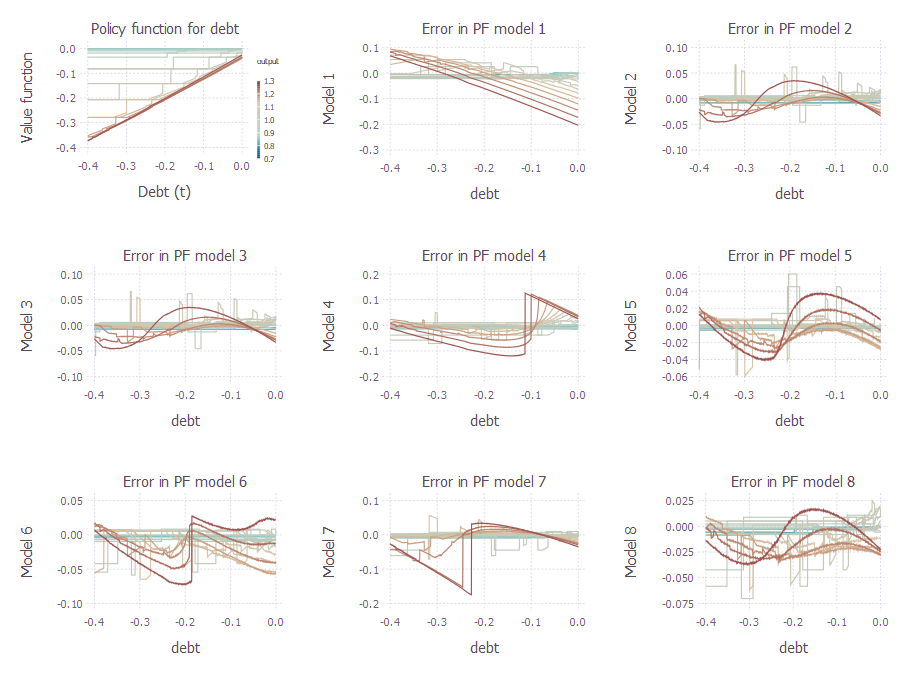 Policy function for debt
Error in PF model 1
Error in PF model 2
Value function
0.0
-0.1
-0.2
-0.3
-0.4
-0.4 -0.3 -0.2 -0.1 0.0
Debt (t)
output
1.3
1.2
1.1
1.0
0.9
0.8
0.7
Model 1
0.1
0.0
-0.1
-0.2
-0.3
-0.4 -0.3 -0.2 -0.1 0.0
debt
Model 2
0.10
0.05
0.00
-0.05
-0.10
-0.4 -0.3 -0.2 -0.1 0.0
debt
Error in PF model 3
Error in PF model 4
Error in PF model 5
Model 3
0.10
0.05
0.00
-0.05
-0.10
-0.4 -0.3 -0.2 -0.1 0.0
debt
Model 4
0.2
0.1
0.0
-0.1
-0.2
-0.4 -0.3 -0.2 -0.1 0.0
debt
Model 5
0.06
0.04
0.02
0.00
-0.02
-0.04
-0.06
-0.4 -0.3 -0.2 -0.1 0.0
debt
Error in PF model 6
Error in PF model 7
Error in PF model 8
Model 6
0.05
0.00
-0.05
-0.10
-0.4 -0.3 -0.2 -0.1 0.0
debt
Model 7
0.1
0.0
-0.1
-0.2
-0.4 -0.3 -0.2 -0.1 0.0
debt
Model 8
0.025
0.000
-0.025
-0.050
-0.075
-0.4 -0.3 -0.2 -0.1 0.0
debt